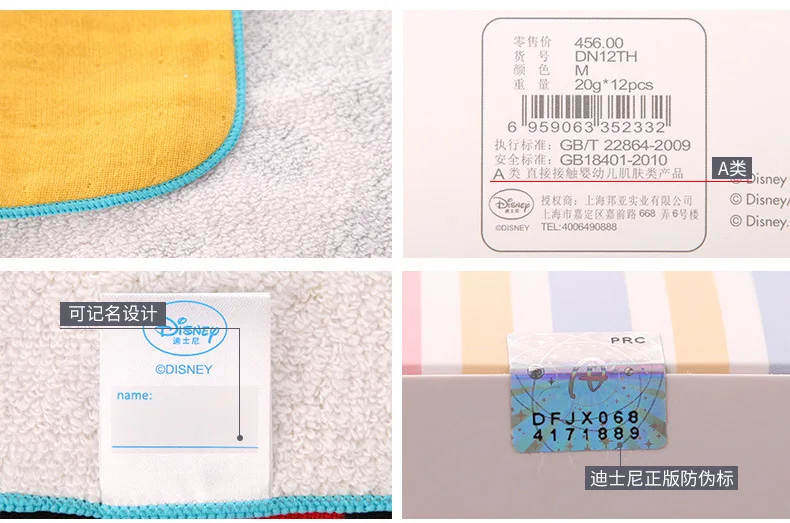 零售价 456.00
货 号 DN12TH
颜 色 M
重 量 20g*12pcs
6 959063 352332
执行标准: GB/T 22864-2009
安全标准: GB18401-2010
A 类 直接接触婴幼儿肌肤类产品
A类
Disney
迪士尼
©DISNEY
授权商: 上海邦亚实业有限公司
上海市嘉定区嘉前路 668 弄 6号楼
TEL:4006490888
© Disney
© Disney/
© Disney.
可记名设计
Disney
迪士尼
©DISNEY
name:
PRC
DFJX068
4171889
迪士尼正版防伪标